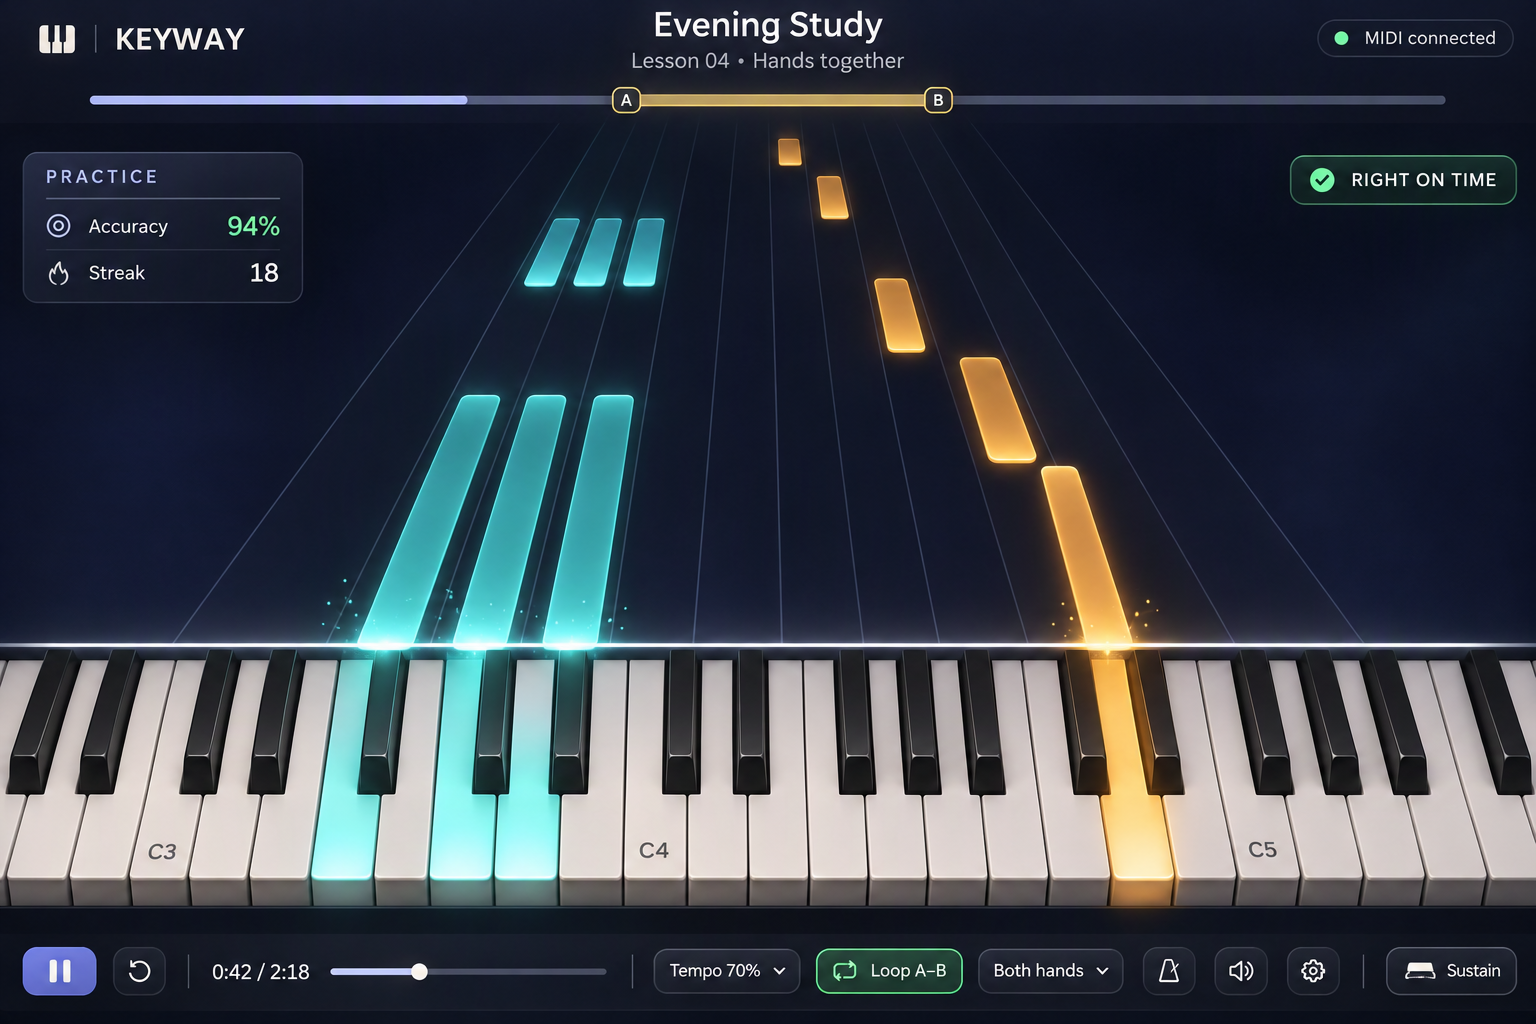 KEYWAY
Evening Study
Lesson 04 • Hands together
MIDI connected
A
B
PRACTICE
Accuracy 94%
Streak 18
RIGHT ON TIME
C3
C4
C5
0:42 / 2:18
Tempo 70%
Loop A–B
Both hands
Sustain